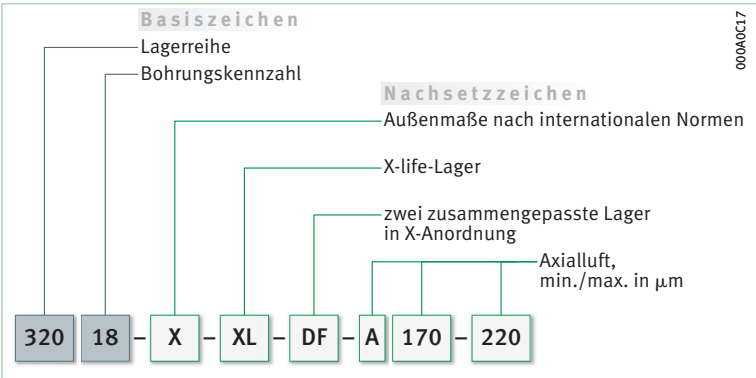 Basiszeichen
Lagerreihe
Bohrungskennzahl
Nachsetzzeichen
Außenmaße nach internationalen Normen
X-life-Lager
zwei zusammengepasste Lager
in X-Anordnung
Axialluft,
min./max. in μm
320 18 – X – XL – DF – A 170 – 220
000A0C17